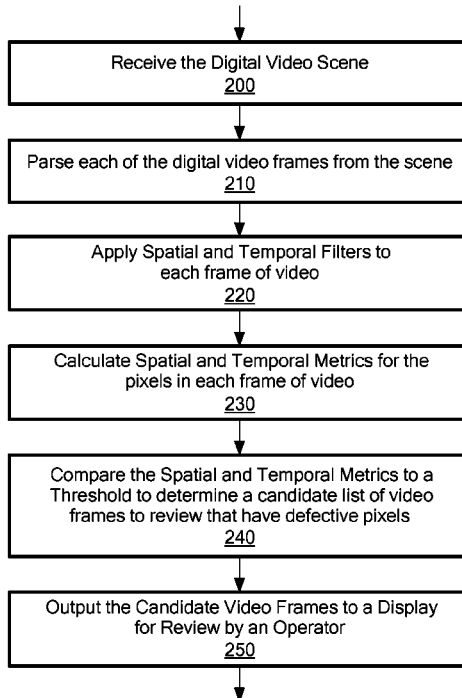 Receive the Digital Video Scene
200
Parse each of the digital video frames from the scene
210
Apply Spatial and Temporal Filters to
each frame of video
220
Calculate Spatial and Temporal Metrics for the
pixels in each frame of video
230
Compare the Spatial and Temporal Metrics to a
Threshold to determine a candidate list of video
frames to review that have defective pixels
240
Output the Candidate Video Frames to a Display
for Review by an Operator
250